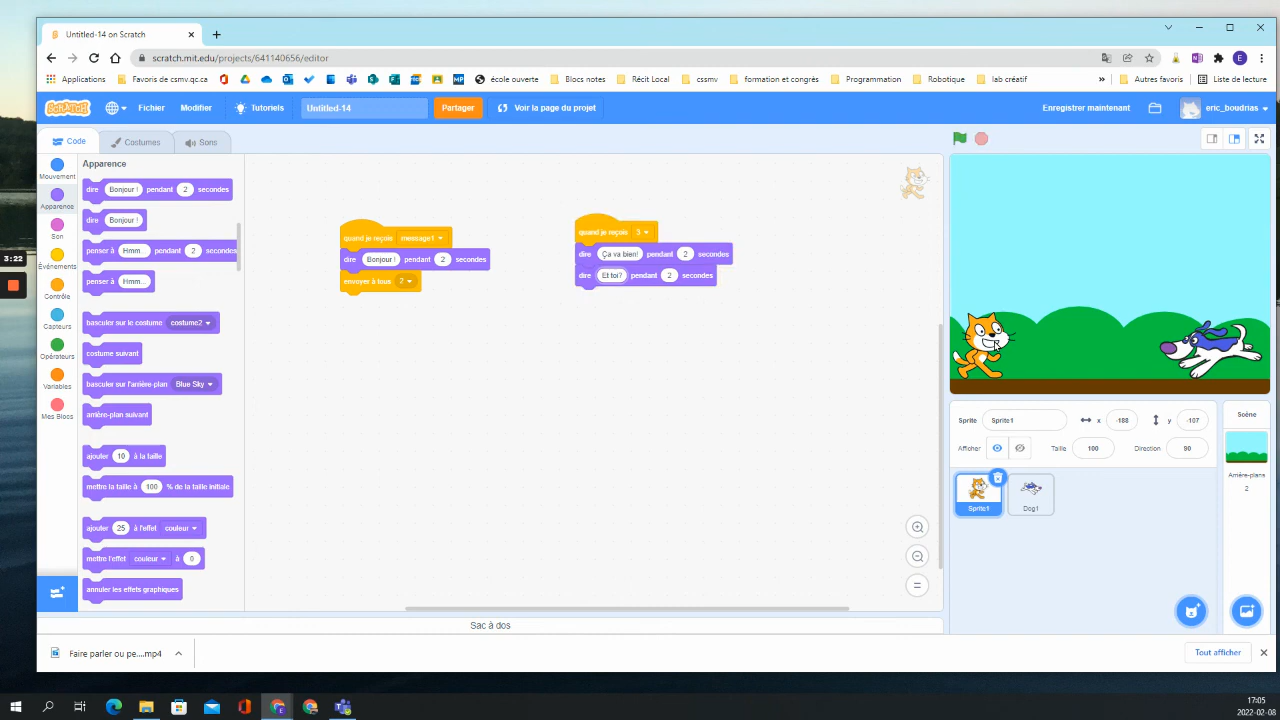 Untitled-14 on Scratch
scratch.mit.edu/projects/641140656/editor
Applications Favoris de csmv.qc.ca école ouverte Blocs notes Récit Local cssmv formation et congrès Programmation Robotique lab créatif » Autres favoris Liste de lecture
SCRATCH Fichier Modifier Tutoriels Untitled-14 Partager Voir la page du projet Enregistrer maintenant eric_boudrias
Code Costumes Sons
Mouvement
Apparence
Son
Événements
Contrôle
Capteurs
Opérateurs
Variables
Mes Blocs
3:22
Apparence
dire Bonjour ! pendant 2 secondes
dire Bonjour !
penser à Hmm... pendant 2 secondes
penser à Hmm...
basculer sur le costume costume2
costume suivant
basculer sur l'arrière-plan Blue Sky
arrière-plan suivant
ajouter 10 à la taille
mettre la taille à 100 % de la taille initiale
ajouter 25 à l'effet couleur
mettre l'effet couleur à 0
annuler les effets graphiques
quand je reçois message1
dire Bonjour ! pendant 2 secondes
envoyer à tous 2
quand je reçois 3
dire Ça va bien! pendant 2 secondes
dire Et toi? pendant 2 secondes
Sprite Sprite1 x -188 y -107
Afficher Taille 100 Direction 90
Sprite1 Dog1
Scène
Arrière-plans
2
Sac à dos
Faire parler ou pe....mp4 Tout afficher
17:05
2022-02-08